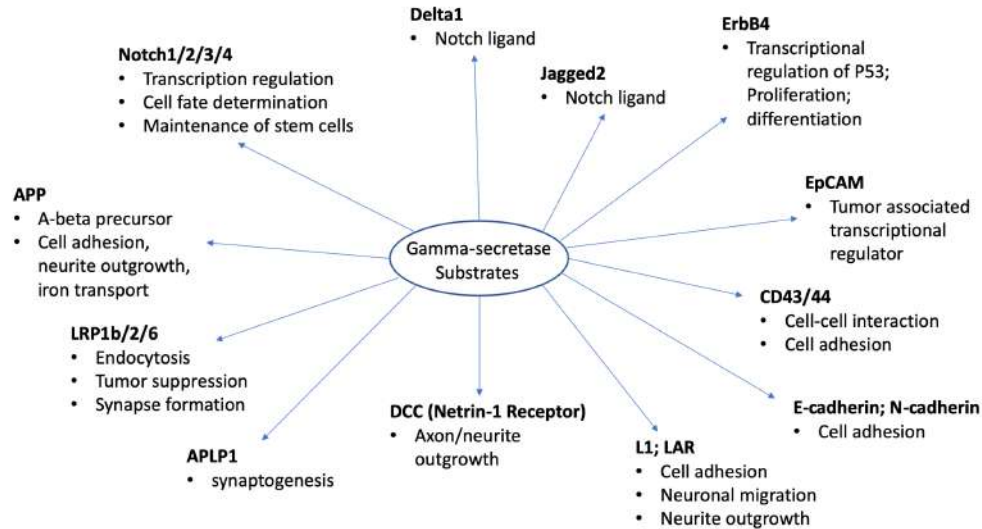 Delta1
• Notch ligand
ErbB4
• Transcriptional
regulation of P53;
Proliferation;
differentiation
Notch1/2/3/4
• Transcription regulation
• Cell fate determination
• Maintenance of stem cells
Jagged2
• Notch ligand
APP
• A-beta precursor
• Cell adhesion,
neurite outgrowth,
iron transport
EpCAM
• Tumor associated
transcriptional
regulator
Gamma-secretase
Substrates
CD43/44
• Cell-cell interaction
• Cell adhesion
LRP1b/2/6
• Endocytosis
• Tumor suppression
• Synapse formation
E-cadherin; N-cadherin
• Cell adhesion
DCC (Netrin-1 Receptor)
• Axon/neurite
outgrowth
L1; LAR
• Cell adhesion
• Neuronal migration
• Neurite outgrowth
APLP1
• synaptogenesis